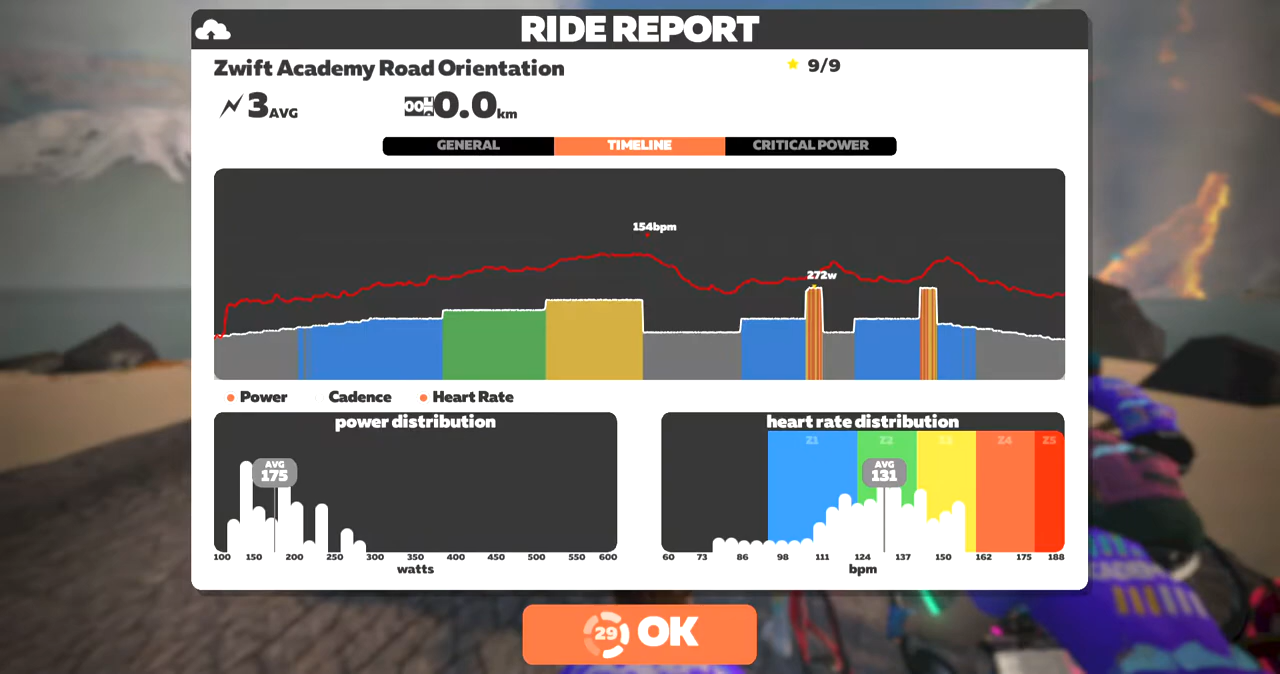 RIDE REPORT
Zwift Academy Road Orientation
9/9
3AVG
0.0km
GENERAL TIMELINE CRITICAL POWER
154bpm
272w
Power Cadence Heart Rate
power distribution
AVG
175
100 150 200 250 300 350 400 450 500 550 600
watts
heart rate distribution
Z1 Z2 Z3 Z4 Z5
AVG
131
60 73 86 98 111 124 137 150 162 175 188
bpm
29 OK